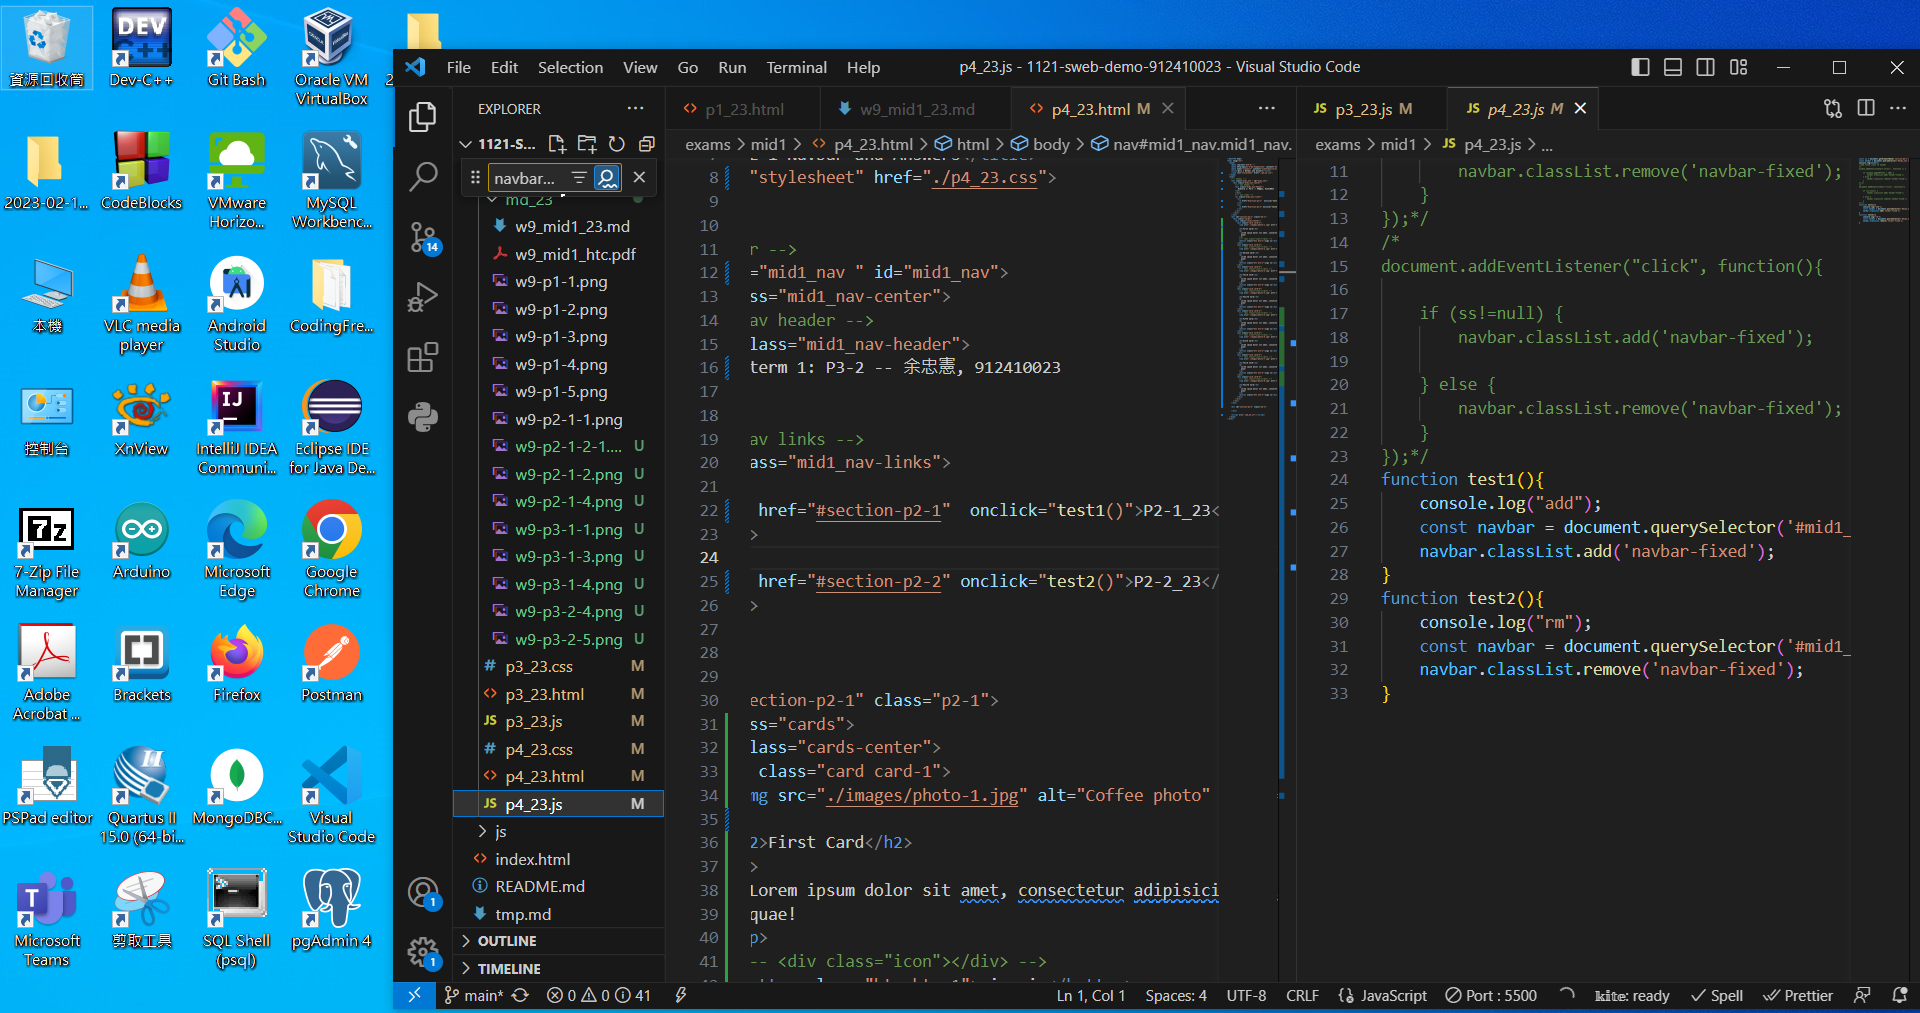 資源回收筒
Dev-C++
Git Bash
Oracle VM
VirtualBox
2023-02-1...
CodeBlocks
VMware
Horizo...
MySQL
Workbenc...
本機
VLC media
player
Android
Studio
CodingFre...
控制台
XnView
IntelliJ IDEA
Communi...
Eclipse IDE
for Java De...
7-Zip File
Manager
Arduino
Microsoft
Edge
Google
Chrome
Adobe
Acrobat ...
Brackets
Firefox
Postman
PSPad editor
Quartus II
15.0 (64-bi...
MongoDBC...
Visual
Studio Code
Microsoft
Teams
剪取工具
SQL Shell
(psql)
pgAdmin 4
File Edit Selection View Go Run Terminal Help
p4_23.js - 1121-sweb-demo-912410023 - Visual Studio Code
EXPLORER
1121-S...
navbar...
md_23
w9_mid1_23.md
w9_mid1_htc.pdf
w9-p1-1.png
w9-p1-2.png
w9-p1-3.png
w9-p1-4.png
w9-p1-5.png
w9-p2-1-1.png
w9-p2-1-2-1.... U
w9-p2-1-2.png U
w9-p2-1-4.png U
w9-p3-1-1.png U
w9-p3-1-3.png U
w9-p3-1-4.png U
w9-p3-2-4.png U
w9-p3-2-5.png U
p3_23.css M
p3_23.html M
p3_23.js M
p4_23.css M
p4_23.html M
p4_23.js M
js
index.html
README.md
tmp.md
OUTLINE
TIMELINE
14
1
1
p1_23.html w9_mid1_23.md p4_23.html M
exams > mid1 > p4_23.html > html > body > nav#mid1_nav.mid1_nav.
8 "stylesheet" href="./p4_23.css">
9
10
11 r -->
12 ="mid1_nav " id="mid1_nav">
13 ss="mid1_nav-center">
14 av header -->
15 lass="mid1_nav-header">
16 term 1: P3-2 -- 余忠憲, 912410023
17
18
19 av links -->
20 ass="mid1_nav-links">
21
22 href="#section-p2-1"  onclick="test1()">P2-1_23<
23 >
24
25 href="#section-p2-2" onclick="test2()">P2-2_23</
26 >
27
28
29
30 ection-p2-1" class="p2-1">
31 ss="cards">
32 lass="cards-center">
33 class="card card-1">
34 mg src="./images/photo-1.jpg" alt="Coffee photo"
35
36 2>First Card</h2>
37 >
38 Lorem ipsum dolor sit amet, consectetur adipisici
39 quae!
40 p>
41 -- <div class="icon"></div> -->
p3_23.js M p4_23.js M
exams > mid1 > JS p4_23.js > ...
11 navbar.classList.remove('navbar-fixed');
12 }
13 });*/
14 /*
15 document.addEventListener("click", function(){
16
17 if (ss!=null) {
18 navbar.classList.add('navbar-fixed');
19
20 } else {
21 navbar.classList.remove('navbar-fixed');
22 }
23 });*/
24 function test1(){
25 console.log("add");
26 const navbar = document.querySelector('#mid1_
27 navbar.classList.add('navbar-fixed');
28 }
29 function test2(){
30 console.log("rm");
31 const navbar = document.querySelector('#mid1_
32 navbar.classList.remove('navbar-fixed');
33 }
main* 0 0 41 Ln 1, Col 1 Spaces: 4 UTF-8 CRLF JavaScript Port : 5500 kite: ready Spell Prettier